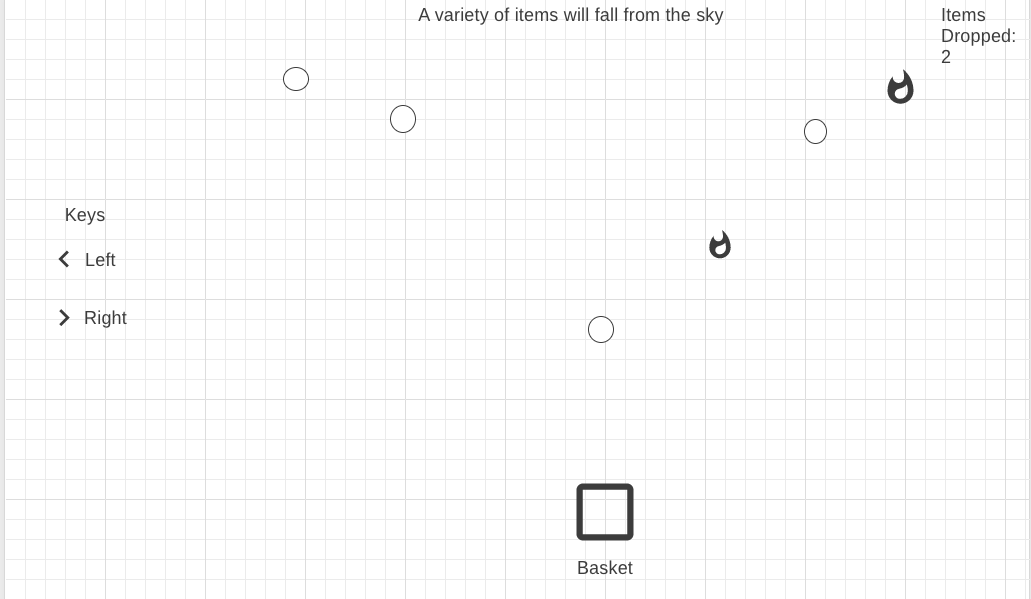 A variety of items will fall from the sky
Items
Dropped:
2
Keys
Left
Right
Basket